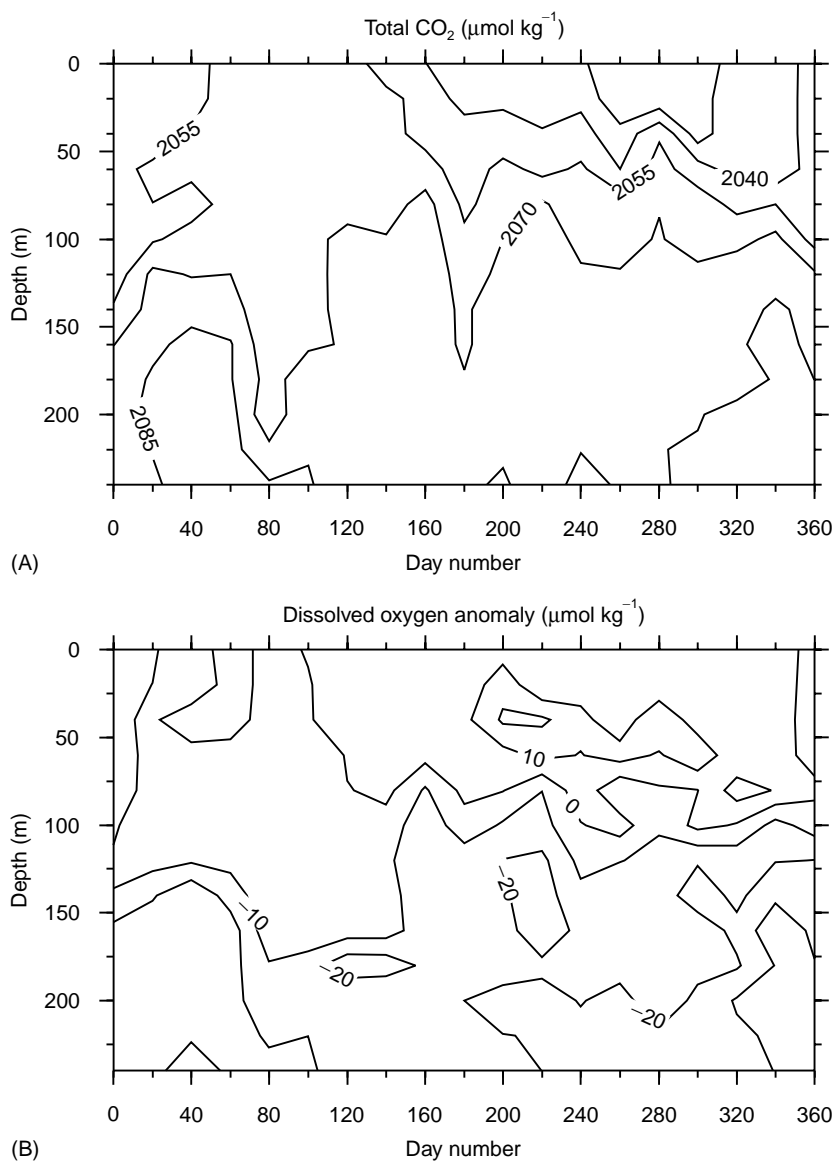 Total CO₂ (μmol kg⁻¹)
0
50
100
150
200
Depth (m)
2055
2085
2070
2055
2040
0 40 80 120 160 200 240 280 320 360
Day number
(A)
Dissolved oxygen anomaly (μmol kg⁻¹)
0
50
100
150
200
Depth (m)
10
0
−10
−20
−20
−20
0 40 80 120 160 200 240 280 320 360
Day number
(B)